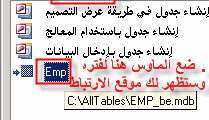 إنشاء جدول في طريقة عرض التصميم
إنشاء جدول باستخدام المعالج
إنشاء جدول بإدخال البيانات
Emp
ضع الماوس هنا لفتره .
وستظهر لك موقع الارتباط
C:\AllTables\EMP_be.mdb